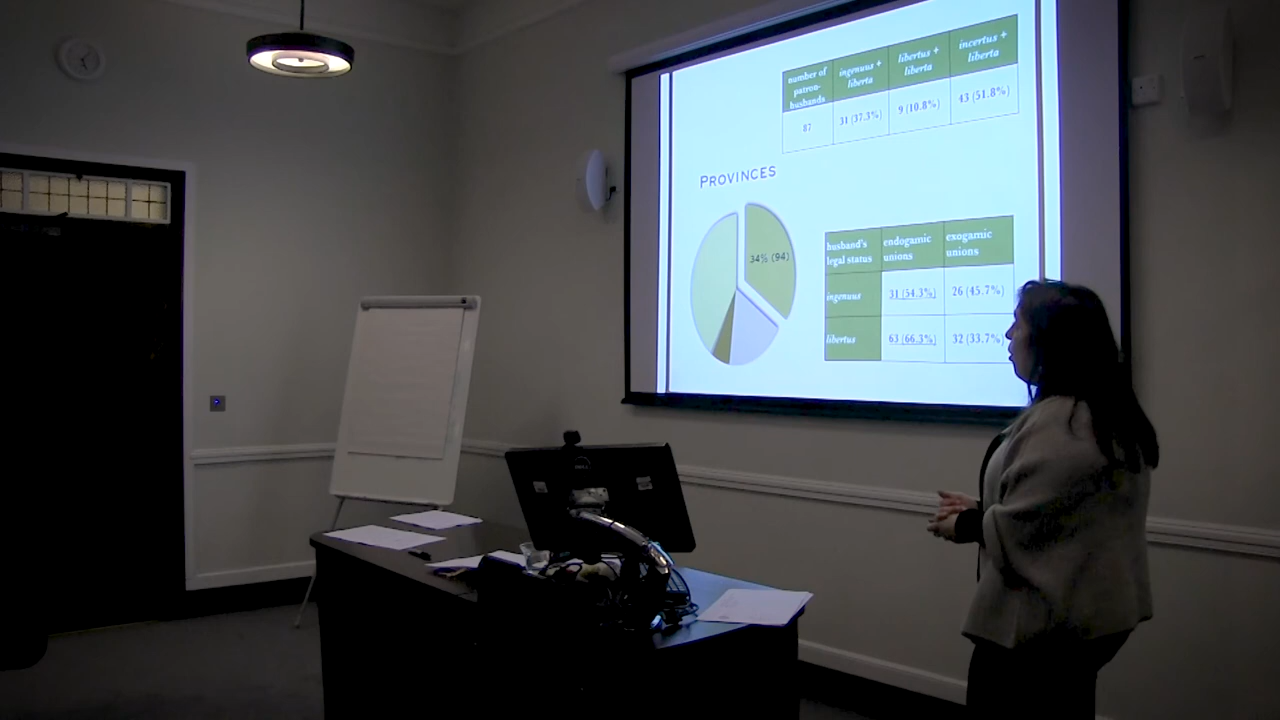 number of patron-husbands
ingenuus + liberta
libertus + liberta
incertus + liberta
87
31 (37.3%)
9 (10.8%)
43 (51.8%)
PROVINCES
34% (94)
husband's legal status
endogamic unions
exogamic unions
ingenuus
31 (54.3%)
26 (45.7%)
libertus
63 (66.3%)
32 (33.7%)
DELL